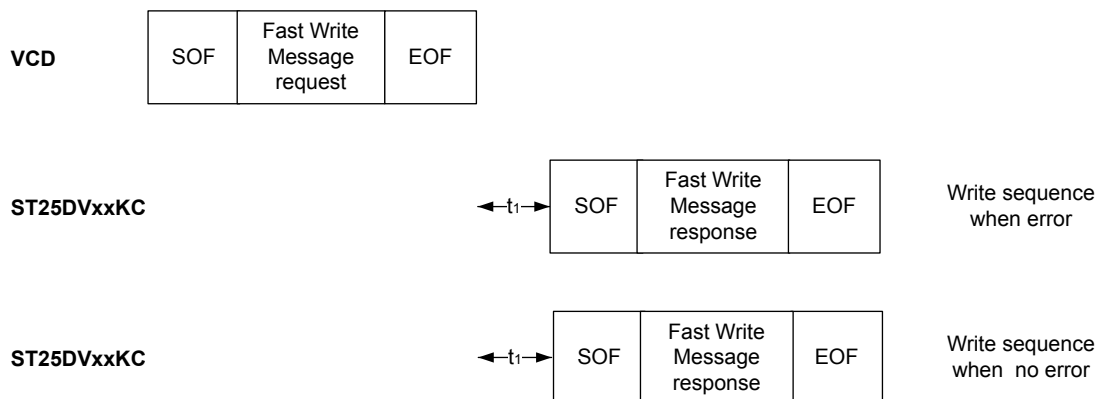 VCD
SOF
Fast Write
Message
request
EOF
ST25DVxxKC
t1
SOF
Fast Write
Message
response
EOF
Write sequence
when error
ST25DVxxKC
t1
SOF
Fast Write
Message
response
EOF
Write sequence
when no error